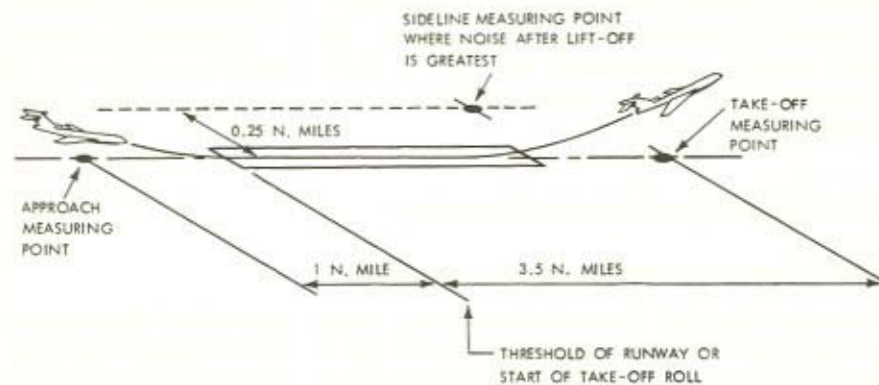 SIDELINE MEASURING POINT
WHERE NOISE AFTER LIFT-OFF
IS GREATEST
TAKE-OFF
MEASURING
POINT
0.25 N. MILES
APPROACH
MEASURING
POINT
1 N. MILE
3.5 N. MILES
THRESHOLD OF RUNWAY OR
START OF TAKE-OFF ROLL